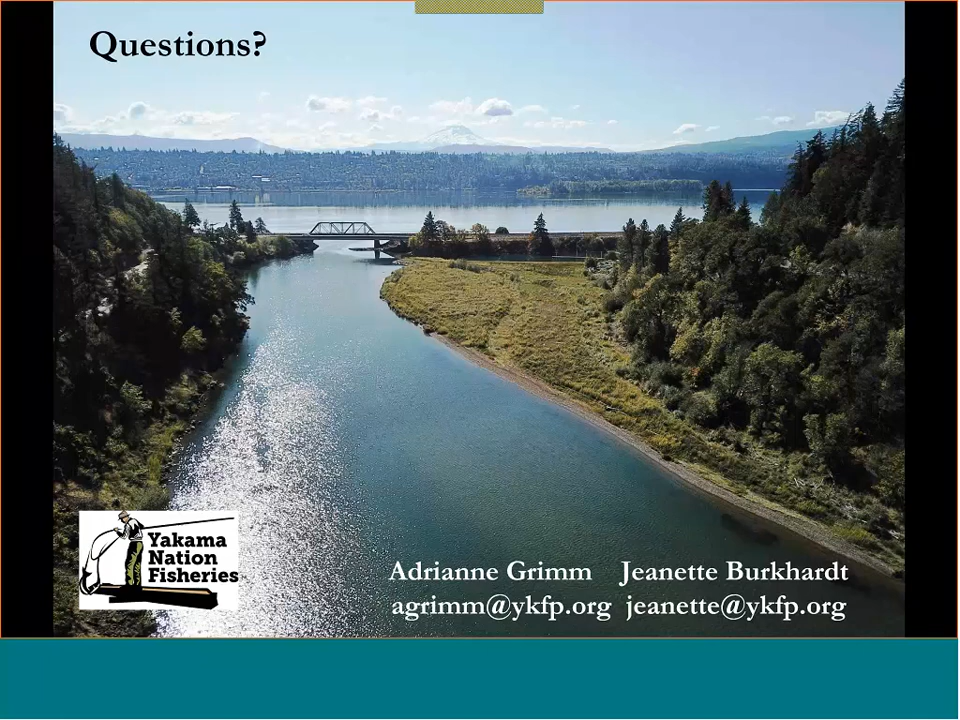 Questions?
Yakama
Nation
Fisheries
Adrianne Grimm Jeanette Burkhardt
agrimm@ykfp.org jeanette@ykfp.org